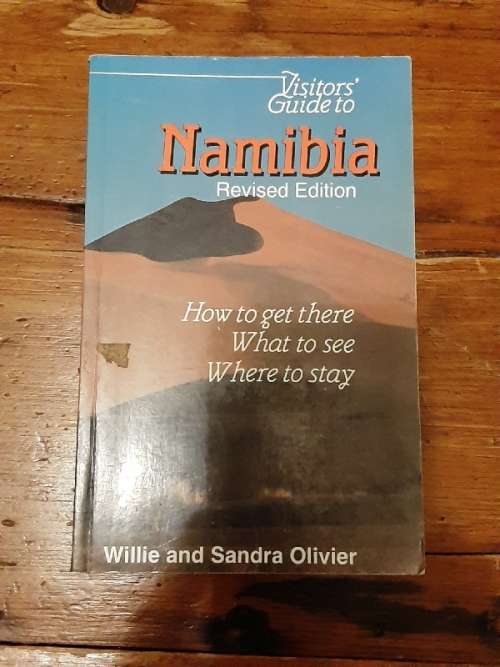 Visitors'
Guide to
Namibia
Revised Edition
How to get there
What to see
Where to stay
Willie and Sandra Olivier